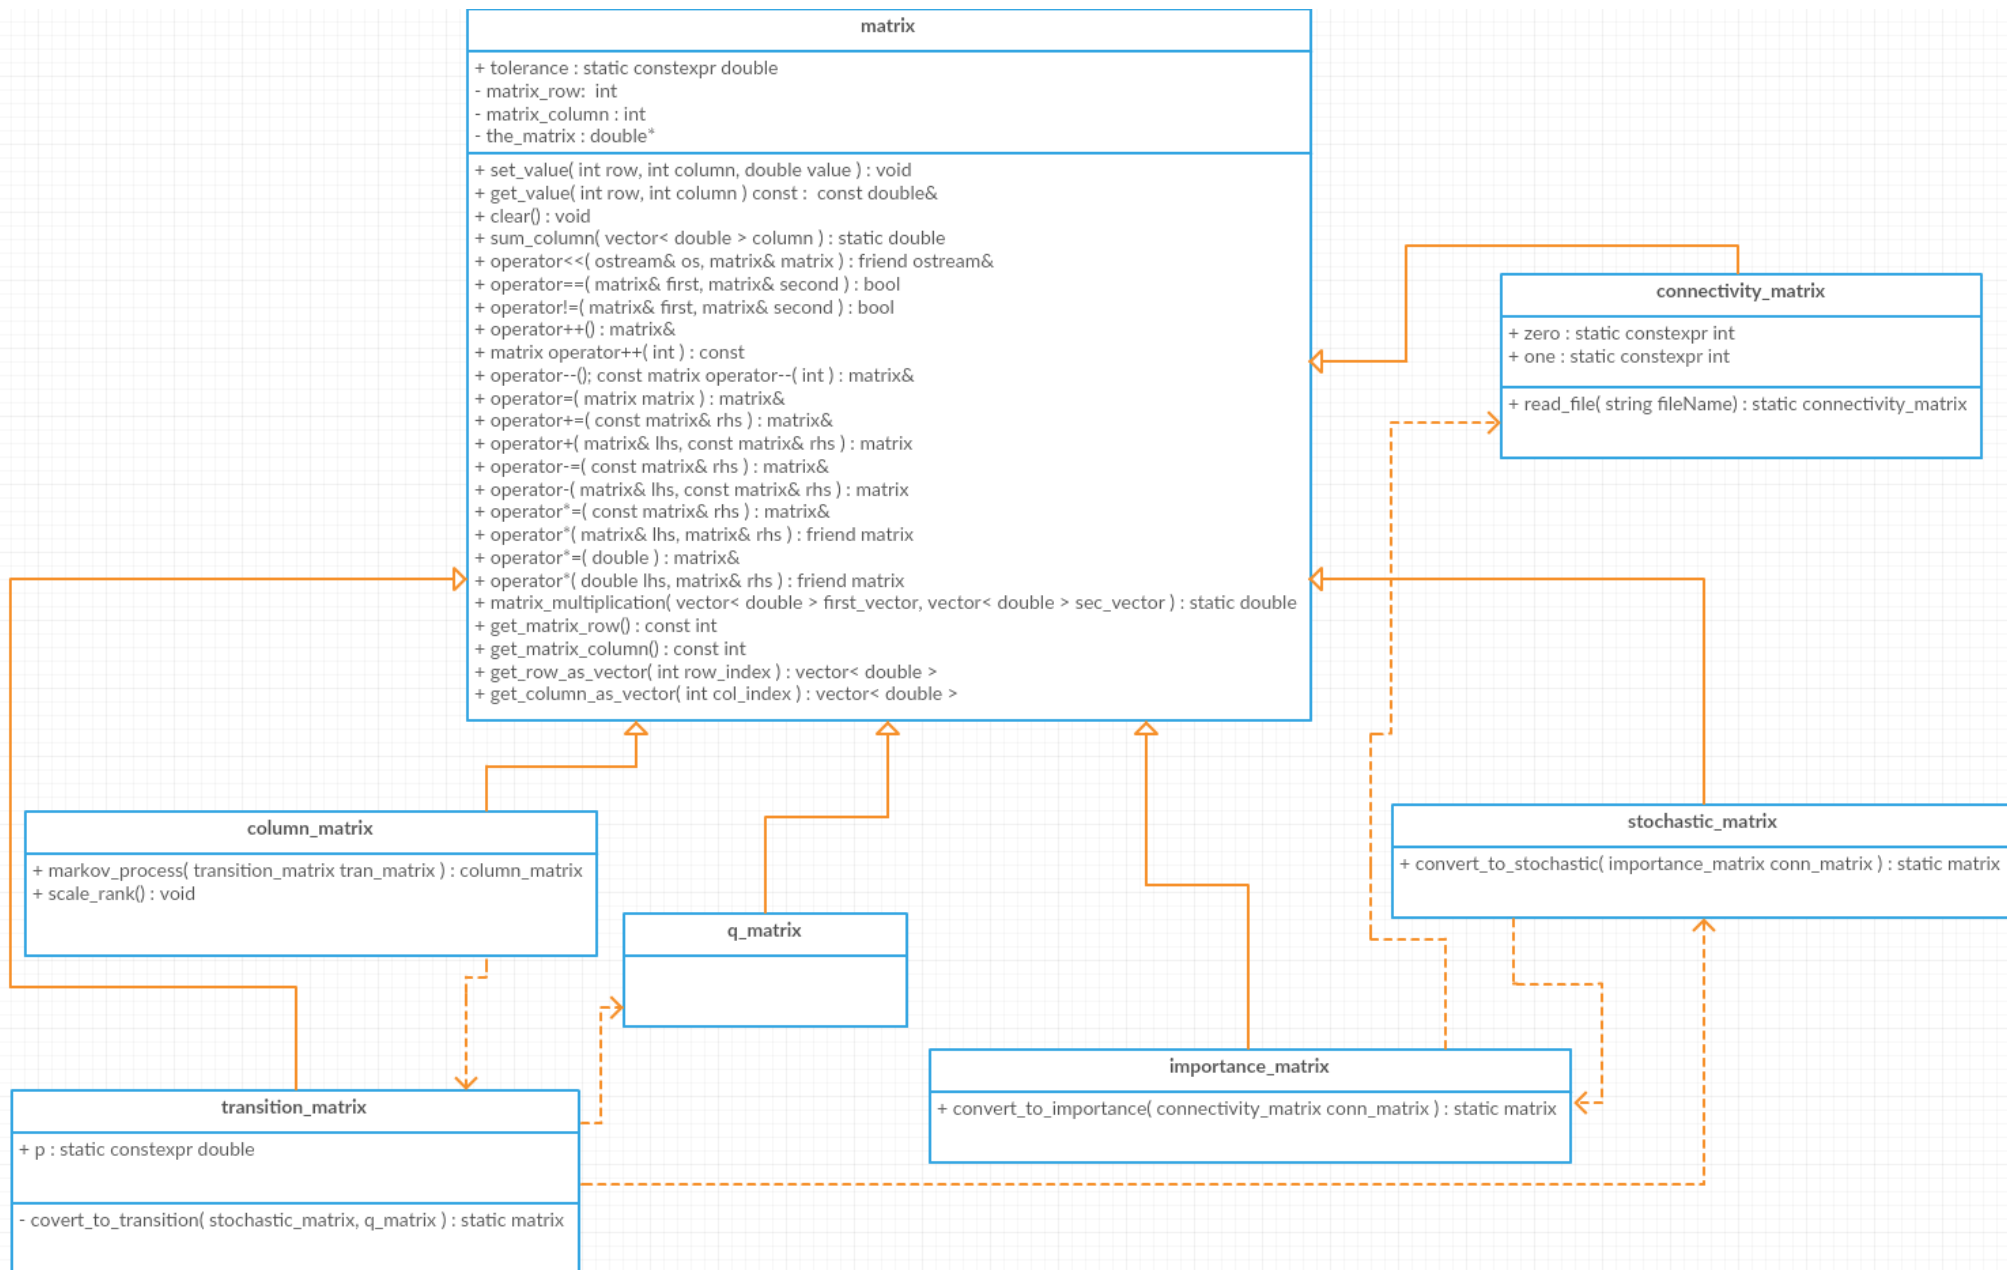 matrix
+ tolerance : static constexpr double
- matrix_row:  int
- matrix_column : int
- the_matrix : double*
+ set_value( int row, int column, double value ) : void
+ get_value( int row, int column ) const :  const double&
+ clear() : void
+ sum_column( vector< double > column ) : static double
+ operator<<( ostream& os, matrix& matrix ) : friend ostream&
+ operator==( matrix& first, matrix& second ) : bool
+ operator!=( matrix& first, matrix& second ) : bool
+ operator++() : matrix&
+ matrix operator++( int ) : const
+ operator--(); const matrix operator--( int ) : matrix&
+ operator=( matrix matrix ) : matrix&
+ operator+=( const matrix& rhs ) : matrix&
+ operator+( matrix& lhs, const matrix& rhs ) : matrix
+ operator-=( const matrix& rhs ) : matrix&
+ operator-( matrix& lhs, const matrix& rhs ) : matrix
+ operator*=( const matrix& rhs ) : matrix&
+ operator*( matrix& lhs, matrix& rhs ) : friend matrix
+ operator*=( double ) : matrix&
+ operator*( double lhs, matrix& rhs ) : friend matrix
+ matrix_multiplication( vector< double > first_vector, vector< double > sec_vector ) : static double
+ get_matrix_row() : const int
+ get_matrix_column() : const int
+ get_row_as_vector( int row_index ) : vector< double >
+ get_column_as_vector( int col_index ) : vector< double >
connectivity_matrix
+ zero : static constexpr int
+ one : static constexpr int
+ read_file( string fileName) : static connectivity_matrix
column_matrix
+ markov_process( transition_matrix tran_matrix ) : column_matrix
+ scale_rank() : void
stochastic_matrix
+ convert_to_stochastic( importance_matrix conn_matrix ) : static matrix
q_matrix
importance_matrix
+ convert_to_importance( connectivity_matrix conn_matrix ) : static matrix
transition_matrix
+ p : static constexpr double
- covert_to_transition( stochastic_matrix, q_matrix ) : static matrix